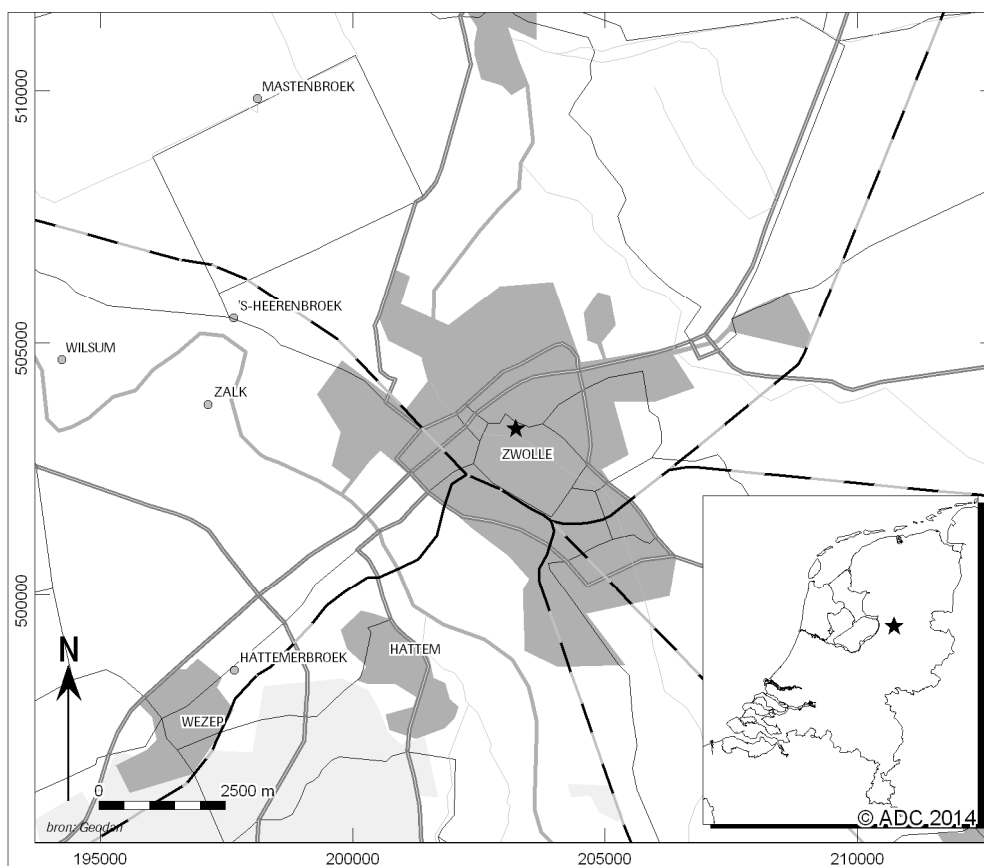 510000
MASTENBROEK
'S-HEERENBROEK
505000
WILSUM
ZALK
ZWOLLE
500000
N
HATTEMERBROEK
HATTEM
WEZEP
0 2500 m
bron: Geodan
© ADC 2014
195000 200000 205000 210000